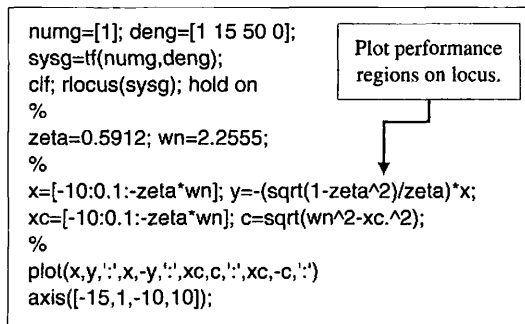 numg=[1]; deng=[1 15 50 0];
sysg=tf(numg,deng);
clf; rlocus(sysg); hold on
%
zeta=0.5912; wn=2.2555;
%
x=[-10:0.1:-zeta*wn]; y=-(sqrt(1-zeta^2)/zeta)*x;
xc=[-10:0.1:-zeta*wn]; c=sqrt(wn^2-xc.^2);
%
plot(x,y,':',x,-y,':',xc,c,':',xc,-c,':')
axis([-15,1,-10,10]);
Plot performance
regions on locus.